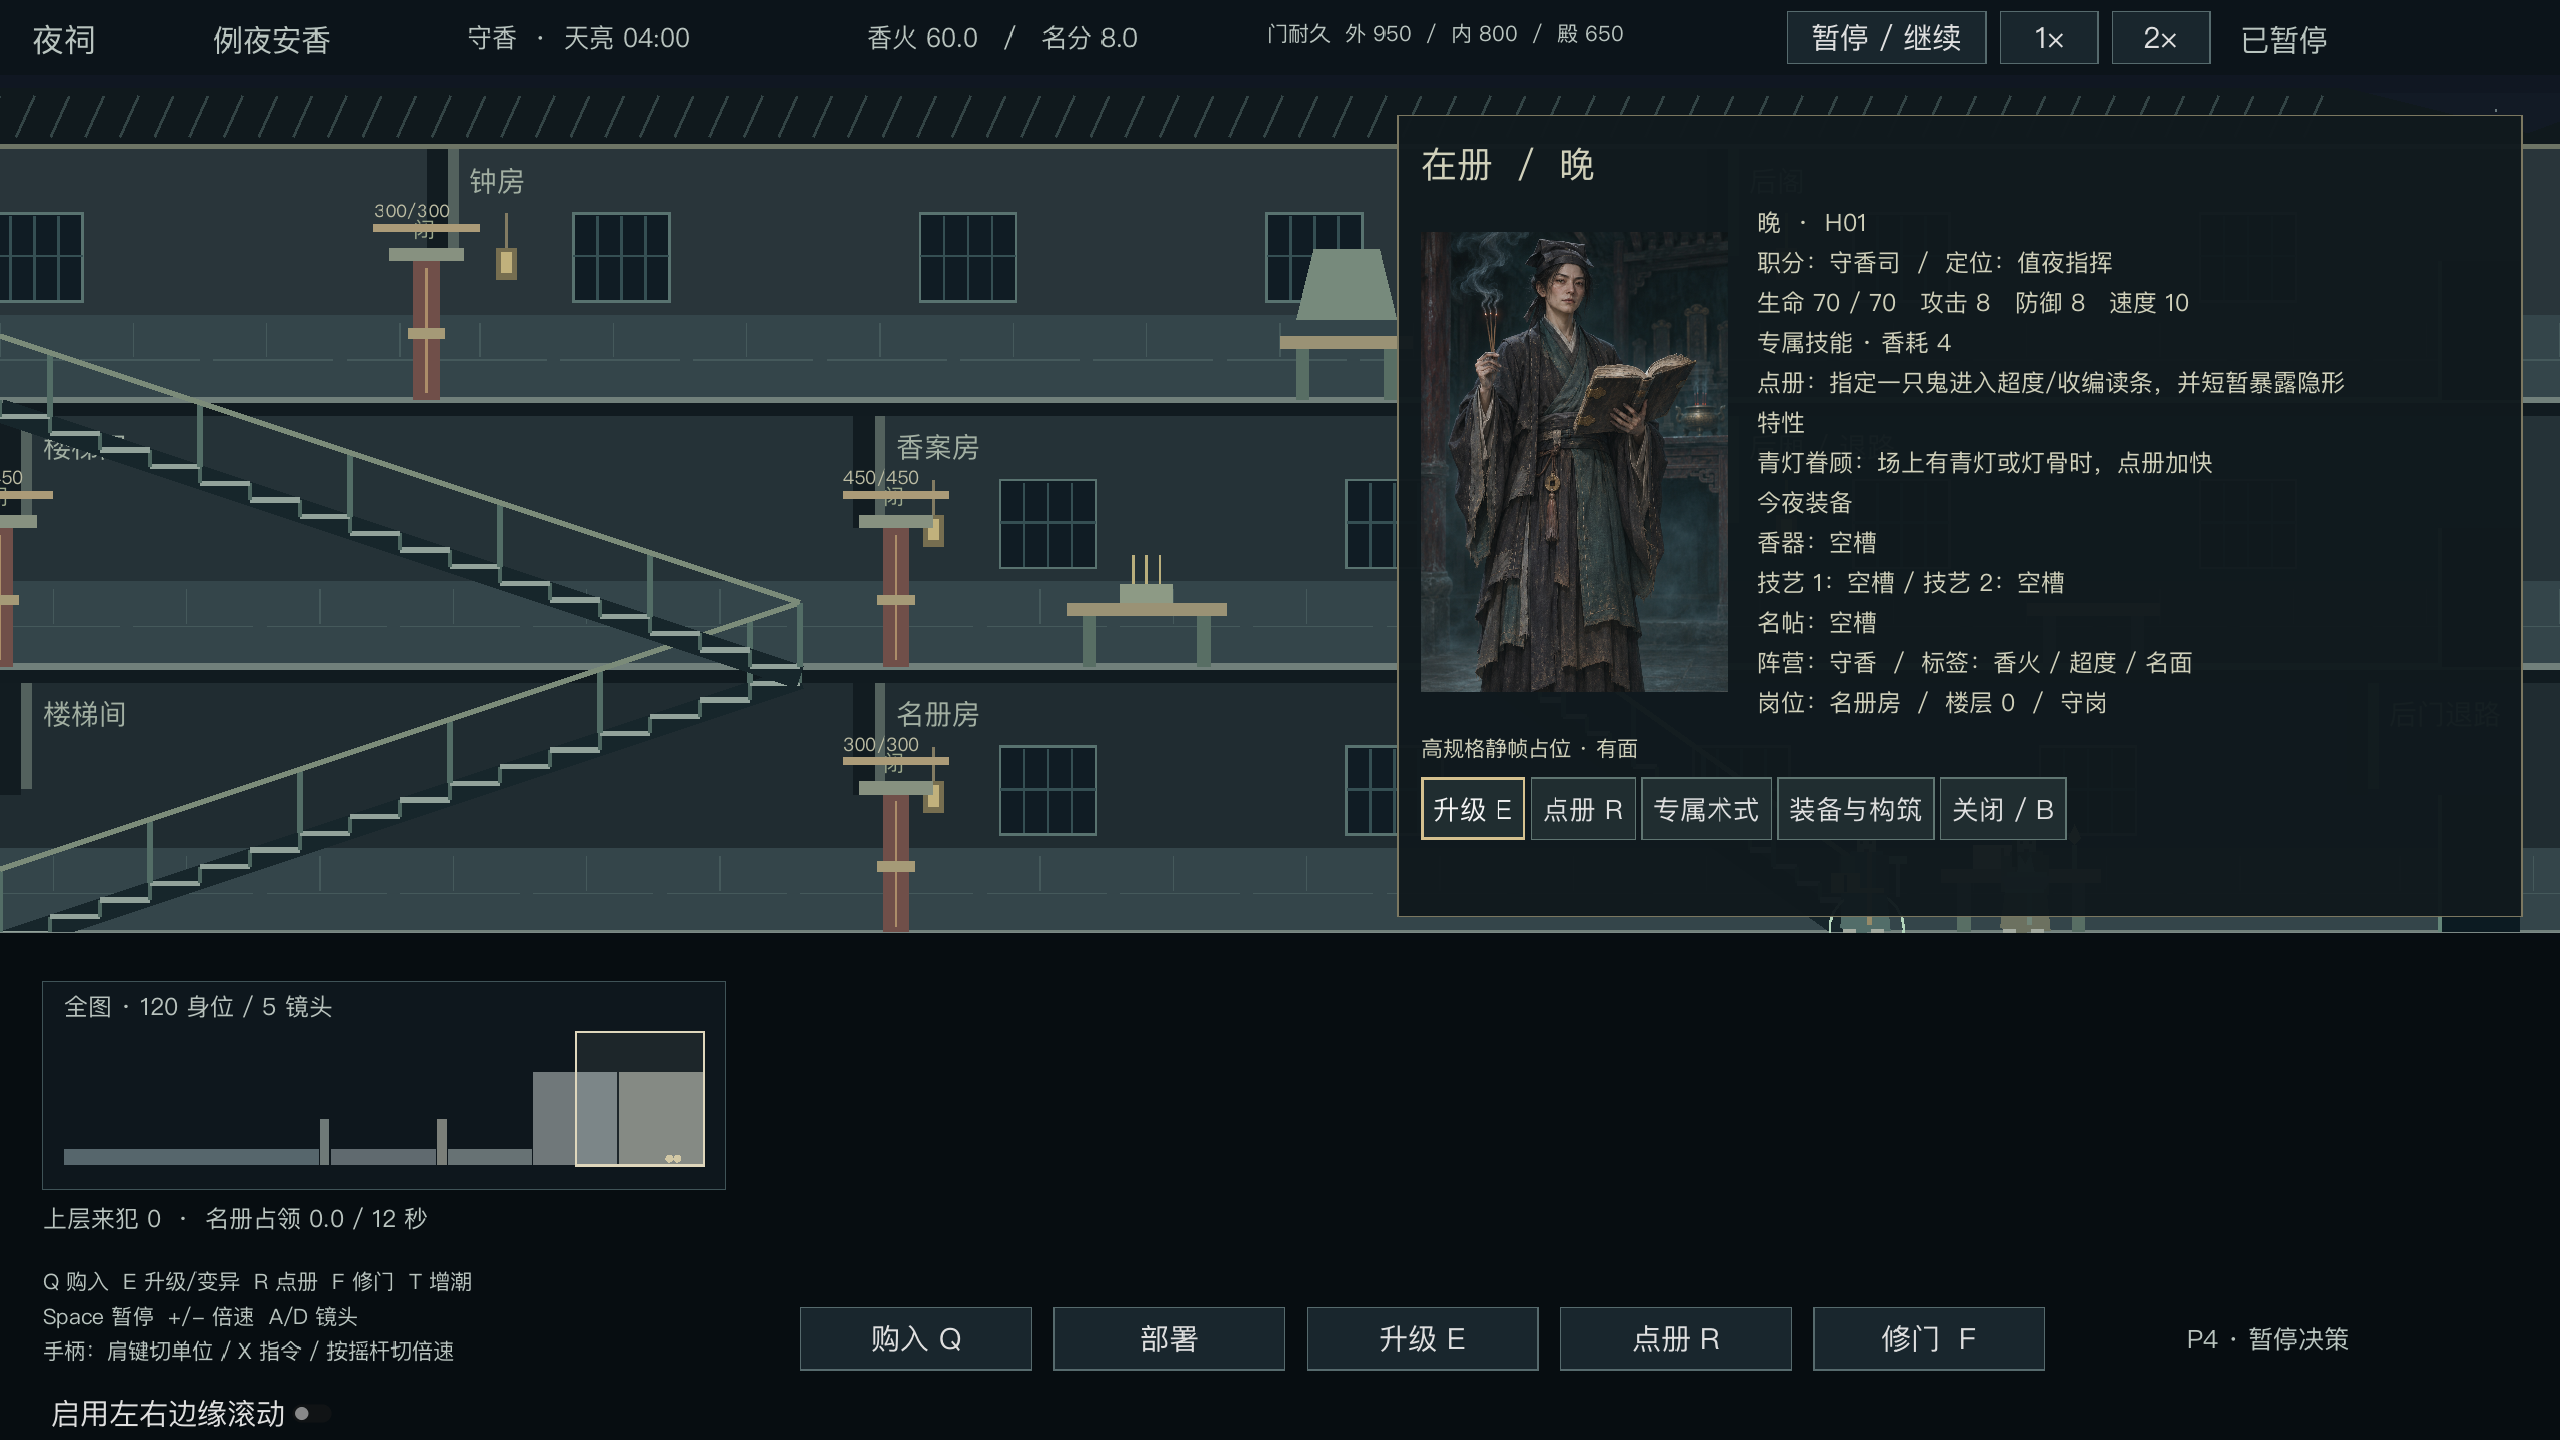 夜祠 例夜安香 守香 · 天亮 04:00 香火 60.0 / 名分 8.0 门耐久 外 950 / 内 800 / 殿 650 暂停 / 继续 1× 2× 已暂停
钟房
300/300
闭
香案房
450/450
闭
楼梯间
名册房
300/300
闭
在册 / 晚
晚 · H01
职分：守香司 / 定位：值夜指挥
生命 70 / 70 攻击 8 防御 8 速度 10
专属技能 · 香耗 4
点册：指定一只鬼进入超度/收编读条，并短暂暴露隐形
特性
青灯眷顾：场上有青灯或灯骨时，点册加快
今夜装备
香器：空槽
技艺 1：空槽 / 技艺 2：空槽
名帖：空槽
阵营：守香 / 标签：香火 / 超度 / 名面
岗位：名册房 / 楼层 0 / 守岗
高规格静帧占位 · 有面
升级 E 点册 R 专属术式 装备与构筑 关闭 / B
后门退路
全图 · 120 身位 / 5 镜头
上层来犯 0 · 名册占领 0.0 / 12 秒
Q 购入 E 升级/变异 R 点册 F 修门 T 增潮
Space 暂停 +/− 倍速 A/D 镜头
手柄：肩键切单位 / X 指令 / 按摇杆切倍速
启用左右边缘滚动
购入 Q 部署 升级 E 点册 R 修门 F P4 · 暂停决策